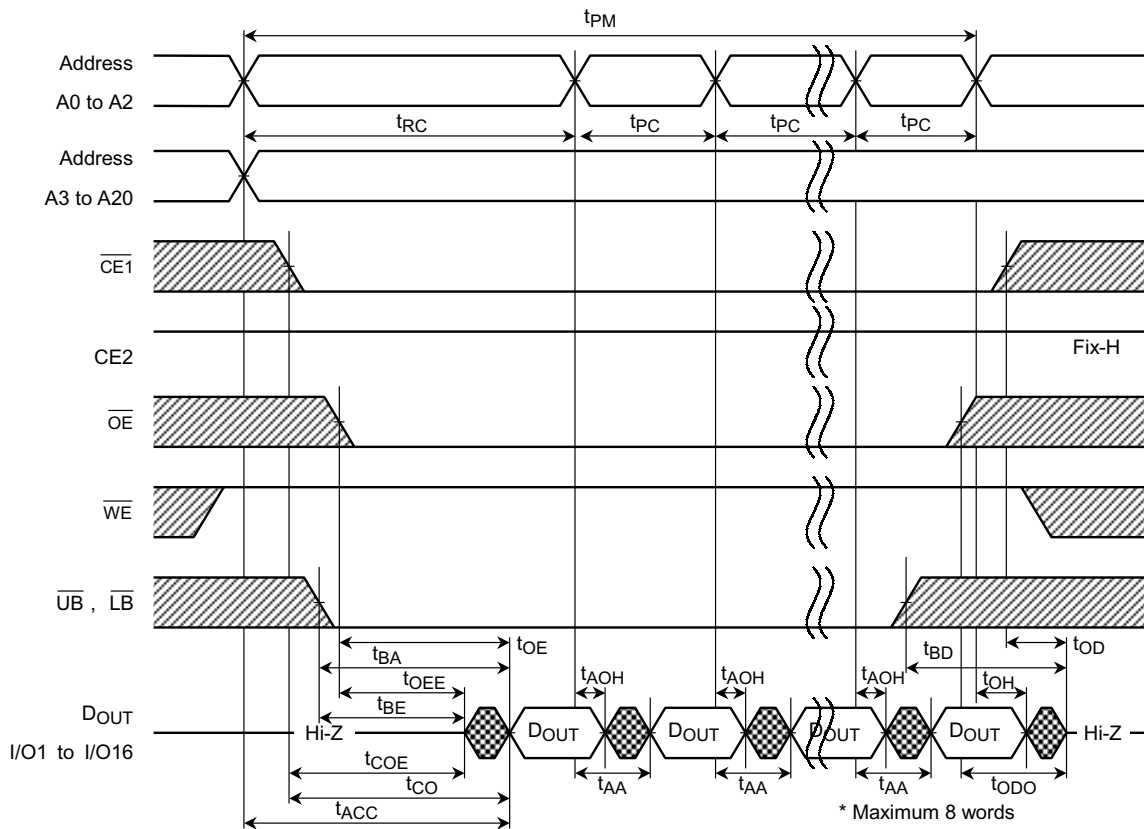 tPM
Address
A0 to A2
tRC
tPC
tPC
tPC
Address
A3 to A20
CE1
CE2
Fix-H
OE
WE
UB , LB
tOE
tOD
tBA
tBD
tOEE
tAOH
tAOH
tAOH
tOH
tBE
DOUT
I/O1 to I/O16
Hi-Z
DOUT
DOUT
DOUT
DOUT
Hi-Z
tCOE
tAA
tAA
tAA
tODO
tCO
tACC
* Maximum 8 words